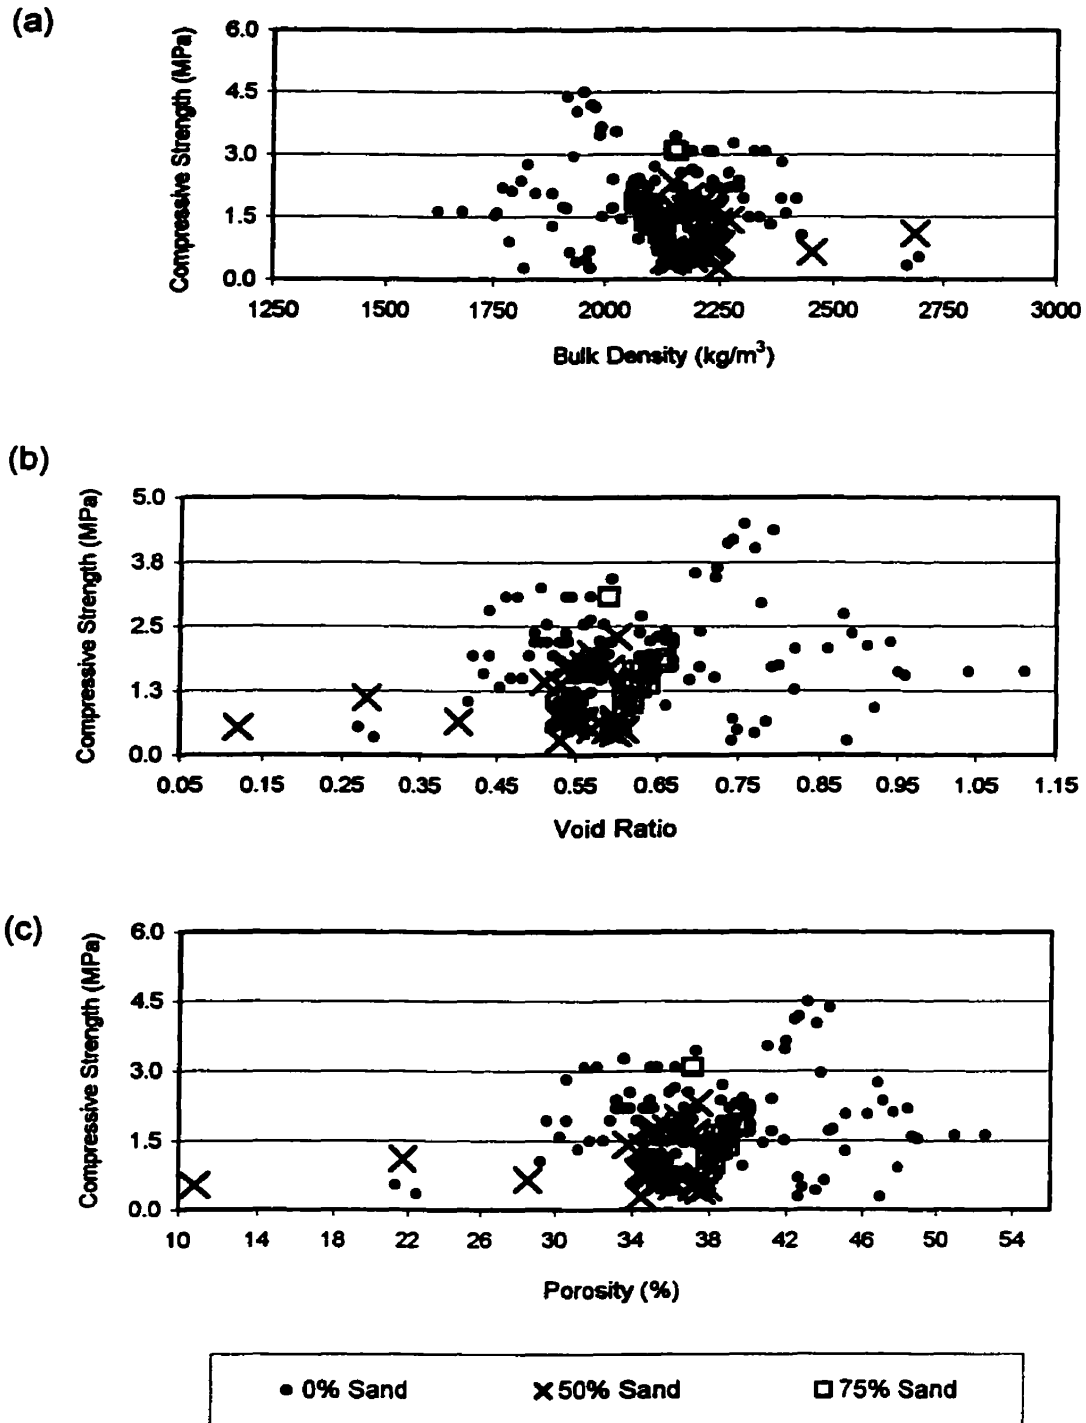 (a)
Compressive Strength (MPa)
6.0
4.5
3.0
1.5
0.0
1250 1500 1750 2000 2250 2500 2750 3000
Bulk Density (kg/m³)
(b)
Compressive Strength (MPa)
5.0
3.8
2.5
1.3
0.0
0.05 0.15 0.25 0.35 0.45 0.55 0.65 0.75 0.85 0.95 1.05 1.15
Void Ratio
(c)
Compressive Strength (MPa)
6.0
4.5
3.0
1.5
0.0
10 14 18 22 26 30 34 38 42 46 50 54
Porosity (%)
0% Sand 50% Sand 75% Sand